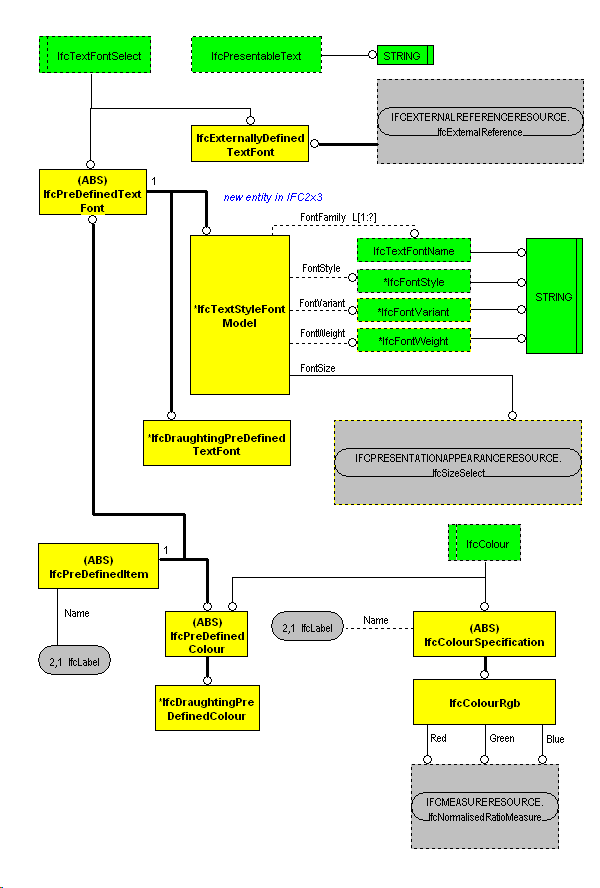 IfcTextFontSelect
IfcPresentableText
STRING
IfcExternallyDefined
TextFont
IFCEXTERNALREFERENCERESOURCE.
IfcExternalReference
(ABS)
IfcPreDefinedText
Font
1
new entity in IFC2x3
FontFamily L[1:?]
*IfcTextStyleFont
Model
IfcTextFontName
FontStyle
*IfcFontStyle
FontVariant
*IfcFontVariant
FontWeight
*IfcFontWeight
STRING
FontSize
*IfcDraughtingPreDefined
TextFont
IFCPRESENTATIONAPPEARANCERESOURCE.
IfcSizeSelect
IfcColour
(ABS)
IfcPreDefinedItem
1
Name
2,1 IfcLabel
(ABS)
IfcPreDefined
Colour
2,1 IfcLabel
Name
(ABS)
IfcColourSpecification
*IfcDraughtingPre
DefinedColour
IfcColourRgb
Red
Green
Blue
IFCMEASURERESOURCE.
IfcNormalisedRatioMeasure